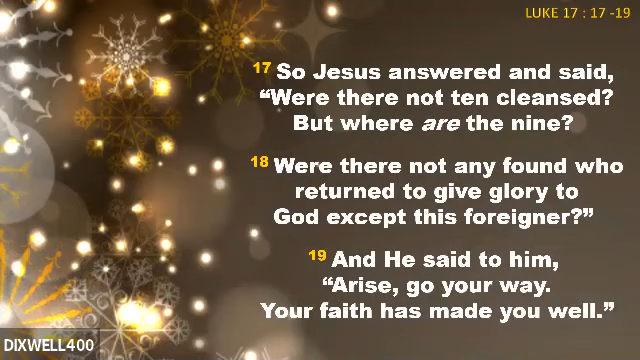 LUKE 17 : 17 -19
17 So Jesus answered and said,
“Were there not ten cleansed?
But where are the nine?
18 Were there not any found who
returned to give glory to
God except this foreigner?”
19 And He said to him,
“Arise, go your way.
Your faith has made you well.”
DIXWELL400